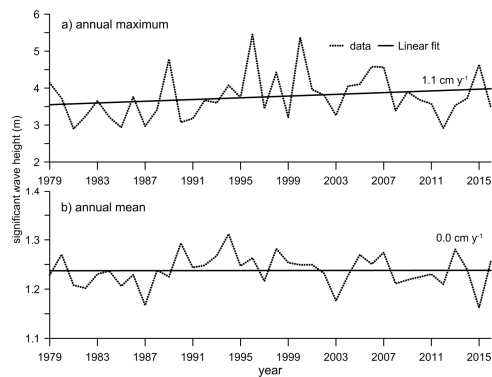 6
a) annual maximum
data
Linear fit
5
1.1 cm y⁻¹
4
3
2
1979 1983 1987 1991 1995 1999 2003 2007 2011 2015
significant wave height (m)
1.4
b) annual mean
0.0 cm y⁻¹
1.3
1.2
1.1
1979 1983 1987 1991 1995 1999 2003 2007 2011 2015
year